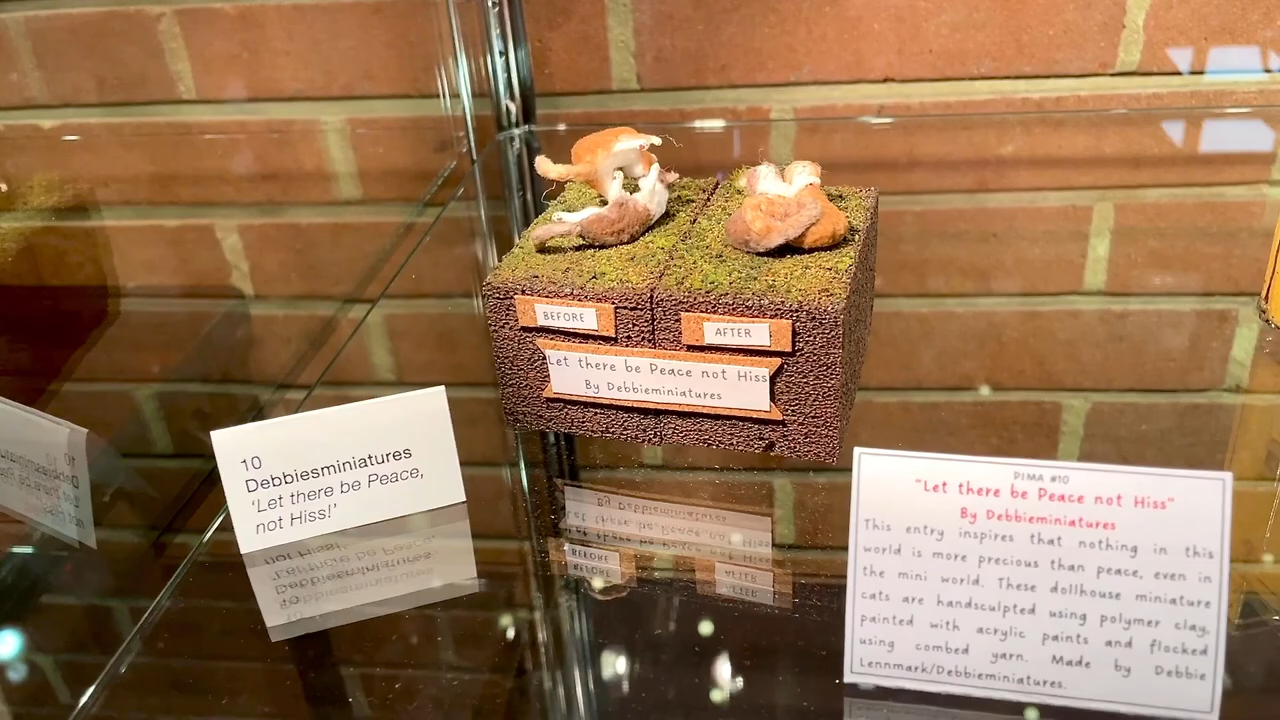 BEFORE
AFTER
Let there be Peace not Hiss
By Debbieminiatures
10
Debbiesminiatures
'Let there be Peace,
not Hiss!'
DIMA #10
"Let there be Peace not Hiss"
By Debbieminiatures
This entry inspires that nothing in this
world is more precious than peace, even in
the mini world. These dollhouse miniature
cats are handsculpted using polymer clay,
painted with acrylic paints and flocked
using combed yarn. Made by Debbie
Lennmark/Debbieminiatures.